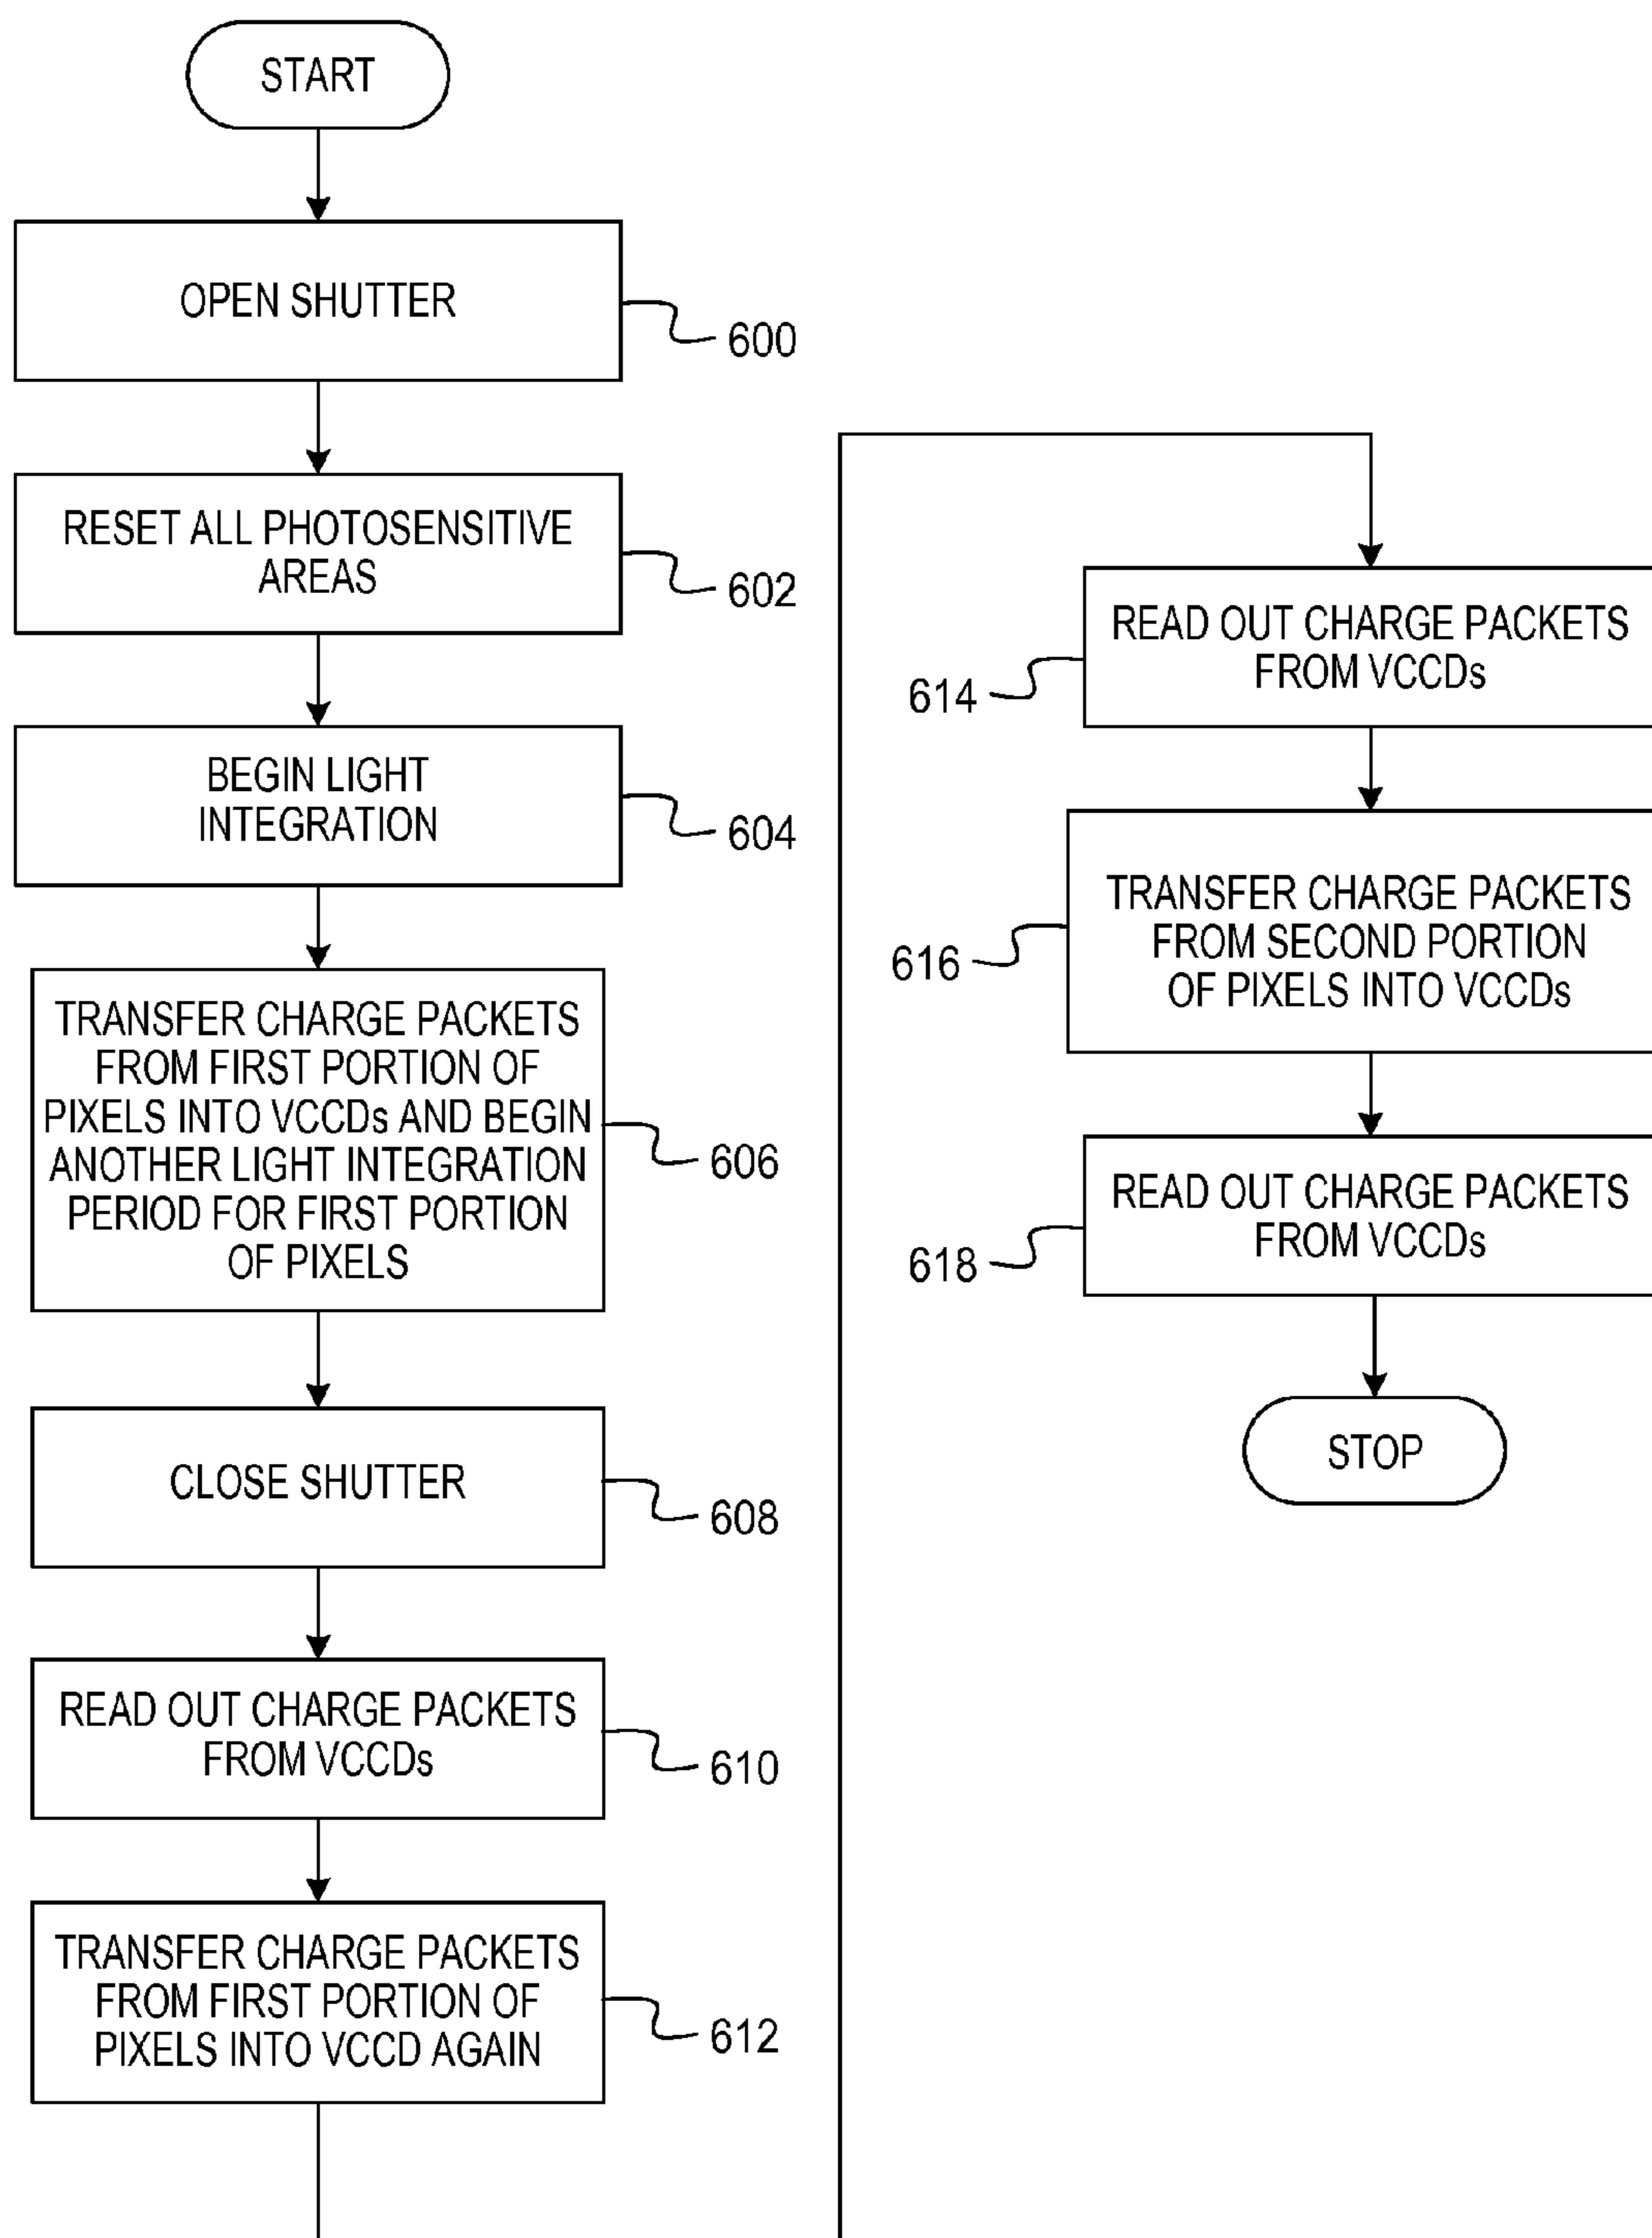 START
OPEN SHUTTER
600
RESET ALL PHOTOSENSITIVE
AREAS
602
BEGIN LIGHT
INTEGRATION
604
TRANSFER CHARGE PACKETS
FROM FIRST PORTION OF
PIXELS INTO VCCDs AND BEGIN
ANOTHER LIGHT INTEGRATION
PERIOD FOR FIRST PORTION
OF PIXELS
606
CLOSE SHUTTER
608
READ OUT CHARGE PACKETS
FROM VCCDs
610
TRANSFER CHARGE PACKETS
FROM FIRST PORTION OF
PIXELS INTO VCCD AGAIN
612
READ OUT CHARGE PACKETS
FROM VCCDs
614
TRANSFER CHARGE PACKETS
FROM SECOND PORTION
OF PIXELS INTO VCCDs
616
READ OUT CHARGE PACKETS
FROM VCCDs
618
STOP